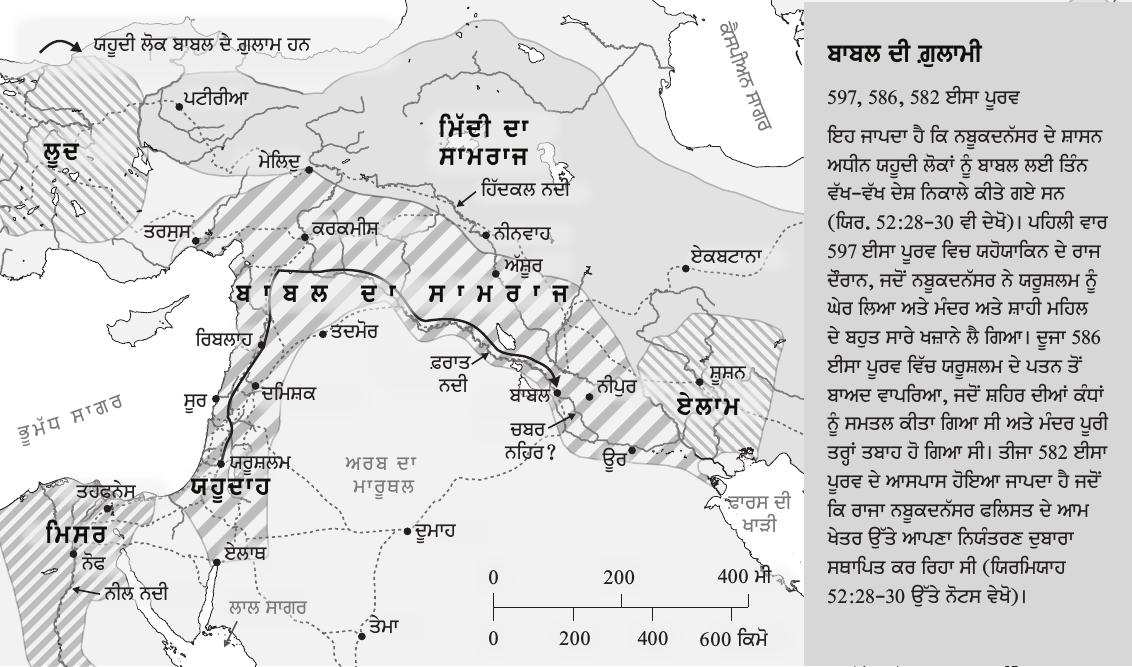 ਯਹੂਦੀ ਲੋਕ ਬਾਬਲ ਦੇ ਗ਼ੁਲਾਮ ਹਨ
ਪਟੀਰੀਆ
ਕੈਸਪੀਅਨ ਸਾਗਰ
ਲੂਦ
ਮਿੱਦੀ ਦਾ
ਸਾਮਰਾਜ
ਮੇਲਿਦੁ
ਹਿੱਦਕਲ ਨਦੀ
ਤਰਸੁਸ
ਕਰਕਮੀਸ਼
ਨੀਨਵਾਹ
ਅੱਸ਼ੂਰ
ਏਕਬਟਾਨਾ
ਬਾਬਲ ਦਾ ਸਾਮਰਾਜ
ਰਿਬਲਾਹ
ਤਦਮੋਰ
ਫ਼ਰਾਤ
ਨਦੀ
ਸ਼ੂਸ਼ਨ
ਸੂਰ
ਦਮਿਸ਼ਕ
ਬਾਬਲ
ਨੀਪੁਰ
ਏਲਾਮ
ਭੂਮੱਧ ਸਾਗਰ
ਚਬਰ
ਨਹਿਰ?
ਊਰ
ਯਰੂਸ਼ਲਮ
ਯਹੂਦਾਹ
ਅਰਬ ਦਾ
ਮਾਰੂਥਲ
ਤਹਫਨੇਸ
ਫ਼ਾਰਸ ਦੀ
ਖਾੜੀ
ਮਿਸਰ
ਨੋਫ
ਦੂਮਾਹ
ਏਲਾਥ
ਨੀਲ ਨਦੀ
ਲਾਲ ਸਾਗਰ
ਤੇਮਾ
0 200 400 ਮੀ
0 200 400 600 ਕਿਮੋ
ਬਾਬਲ ਦੀ ਗ਼ੁਲਾਮੀ
597, 586, 582 ਈਸਾ ਪੂਰਵ
ਇਹ ਜਾਪਦਾ ਹੈ ਕਿ ਨਬੂਕਦਨੱਸਰ ਦੇ ਸ਼ਾਸਨ
ਅਧੀਨ ਯਹੂਦੀ ਲੋਕਾਂ ਨੂੰ ਬਾਬਲ ਲਈ ਤਿੰਨ
ਵੱਖ-ਵੱਖ ਦੇਸ਼ ਨਿਕਾਲੇ ਕੀਤੇ ਗਏ ਸਨ
(ਯਿਰ. 52:28-30 ਵੀ ਦੇਖੋ)। ਪਹਿਲੀ ਵਾਰ
597 ਈਸਾ ਪੂਰਵ ਵਿਚ ਯਹੋਯਾਕਿਨ ਦੇ ਰਾਜ
ਦੌਰਾਨ, ਜਦੋਂ ਨਬੂਕਦਨੱਸਰ ਨੇ ਯਰੂਸ਼ਲਮ ਨੂੰ
ਘੇਰ ਲਿਆ ਅਤੇ ਮੰਦਰ ਅਤੇ ਸ਼ਾਹੀ ਮਹਿਲ
ਦੇ ਬਹੁਤ ਸਾਰੇ ਖਜ਼ਾਨੇ ਲੈ ਗਿਆ। ਦੂਜਾ 586
ਈਸਾ ਪੂਰਵ ਵਿੱਚ ਯਰੂਸ਼ਲਮ ਦੇ ਪਤਨ ਤੋਂ
ਬਾਅਦ ਵਾਪਰਿਆ, ਜਦੋਂ ਸ਼ਹਿਰ ਦੀਆਂ ਕੰਧਾਂ
ਨੂੰ ਸਮਤਲ ਕੀਤਾ ਗਿਆ ਸੀ ਅਤੇ ਮੰਦਰ ਪੂਰੀ
ਤਰ੍ਹਾਂ ਤਬਾਹ ਹੋ ਗਿਆ ਸੀ। ਤੀਜਾ 582 ਈਸਾ
ਪੂਰਵ ਦੇ ਆਸਪਾਸ ਹੋਇਆ ਜਾਪਦਾ ਹੈ ਜਦੋਂ
ਕਿ ਰਾਜਾ ਨਬੂਕਦਨੱਸਰ ਫਲਿਸਤ ਦੇ ਆਮ
ਖੇਤਰ ਉੱਤੇ ਆਪਣਾ ਨਿਯੰਤਰਣ ਦੁਬਾਰਾ
ਸਥਾਪਿਤ ਕਰ ਰਿਹਾ ਸੀ (ਯਿਰਮਿਯਾਹ
52:28-30 ਉੱਤੇ ਨੋਟਸ ਵੇਖੋ)।